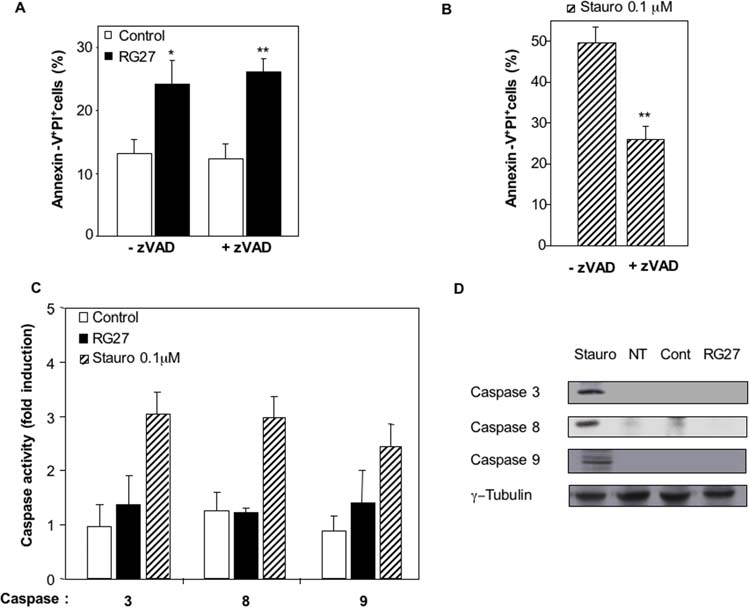 A
Annexin -V+PI+cells (%)
Control
RG27
30
20
10
0
*
**
- zVAD
+ zVAD
B
Stauro 0.1 μM
Annexin -V+PI+cells (%)
50
40
30
20
10
0
**
- zVAD
+ zVAD
C
Caspase activity (fold induction)
5
4
3
2
1
0
Control
RG27
Stauro 0.1μM
Caspase : 3 8 9
D
Stauro NT Cont RG27
Caspase 3
Caspase 8
Caspase 9
γ–Tubulin